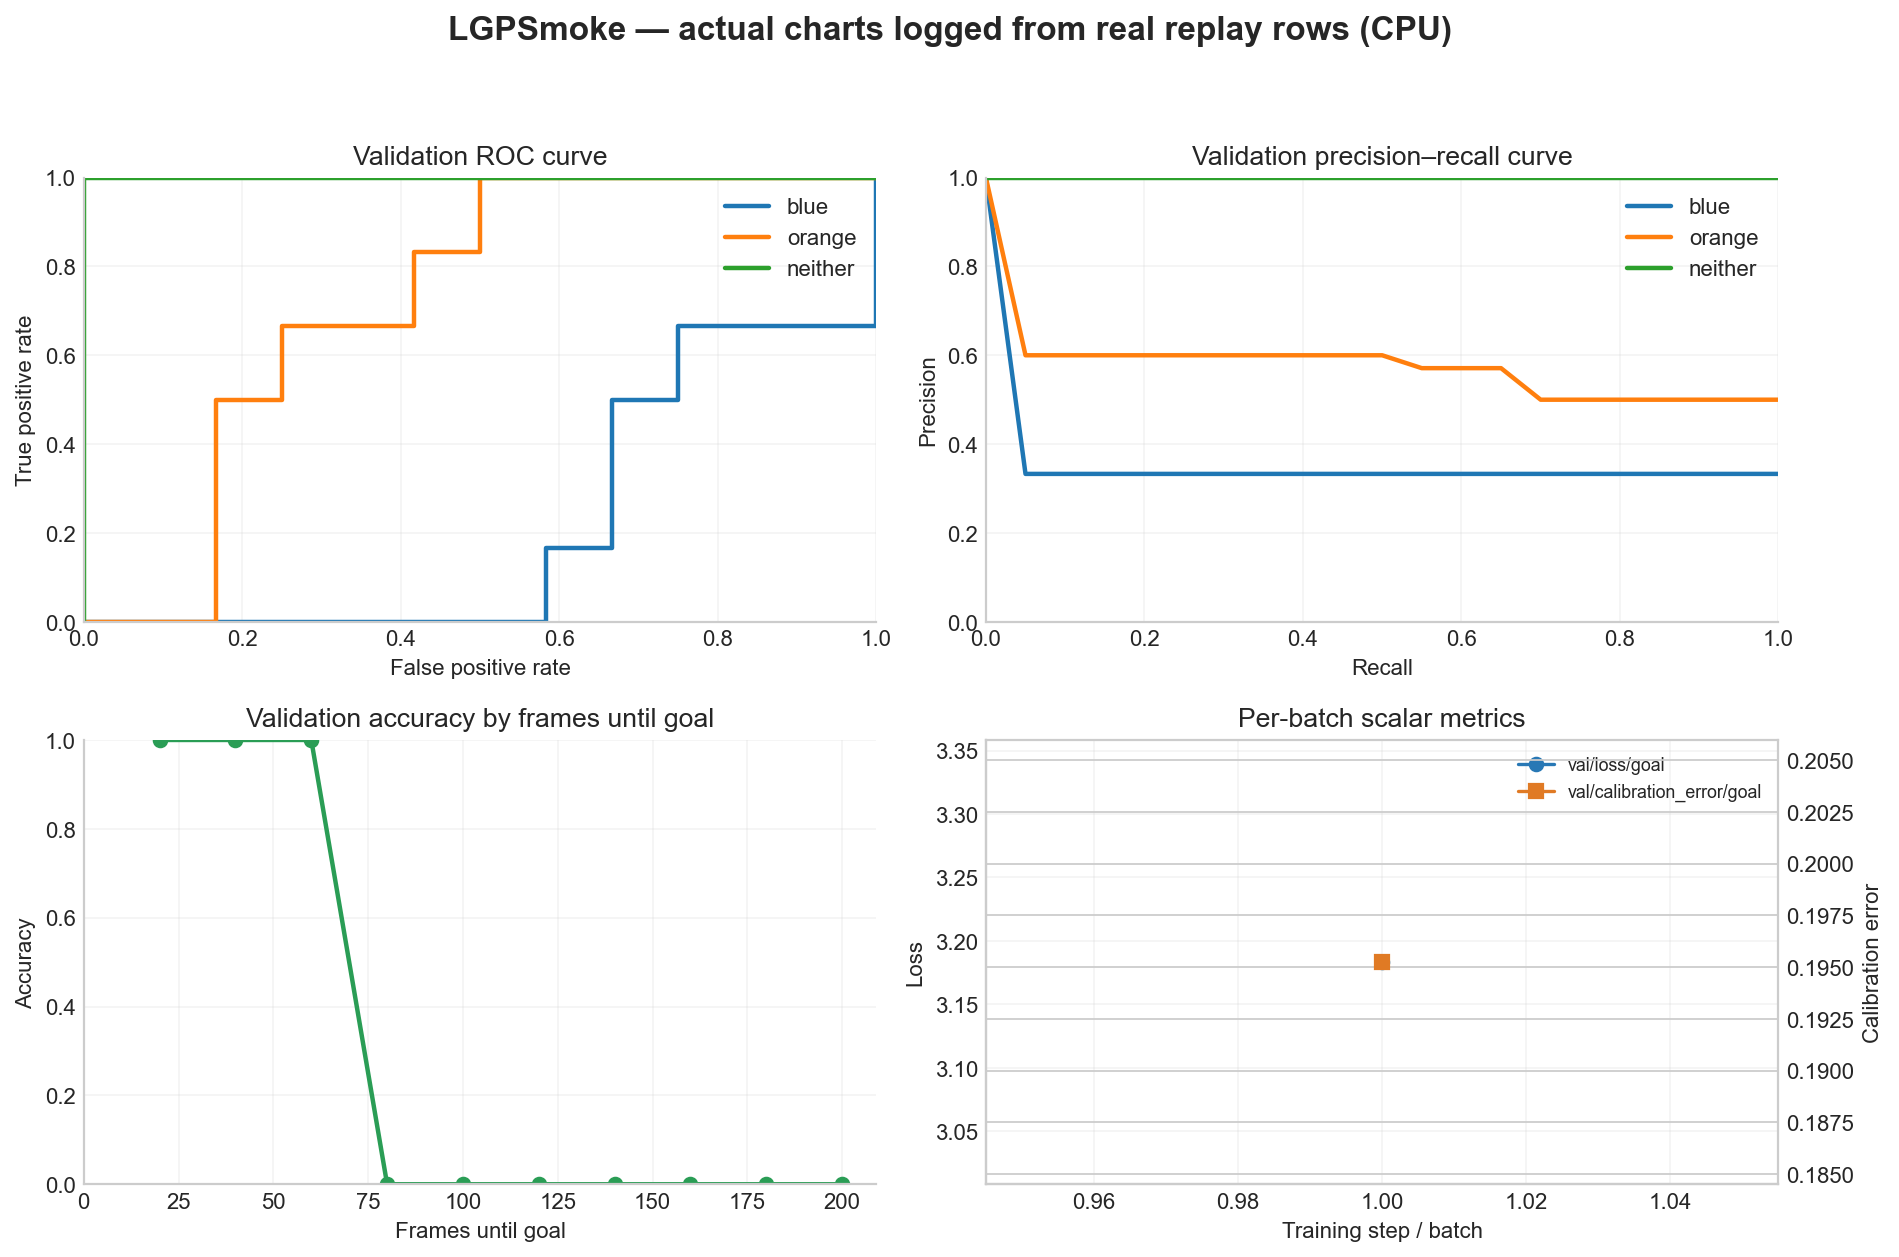 LGPSmoke — actual charts logged from real replay rows (CPU)
Validation ROC curve
True positive rate
1.0
0.8
0.6
0.4
0.2
0.0
blue
orange
neither
0.0 0.2 0.4 0.6 0.8 1.0
False positive rate
Validation precision–recall curve
Precision
1.0
0.8
0.6
0.4
0.2
0.0
blue
orange
neither
0.0 0.2 0.4 0.6 0.8 1.0
Recall
Validation accuracy by frames until goal
Accuracy
1.0
0.8
0.6
0.4
0.2
0.0
0 25 50 75 100 125 150 175 200
Frames until goal
Per-batch scalar metrics
Loss
3.35
3.30
3.25
3.20
3.15
3.10
3.05
val/loss/goal
val/calibration_error/goal
0.2050
0.2025
0.2000
0.1975
0.1950
0.1925
0.1900
0.1875
0.1850
Calibration error
0.96 0.98 1.00 1.02 1.04
Training step / batch